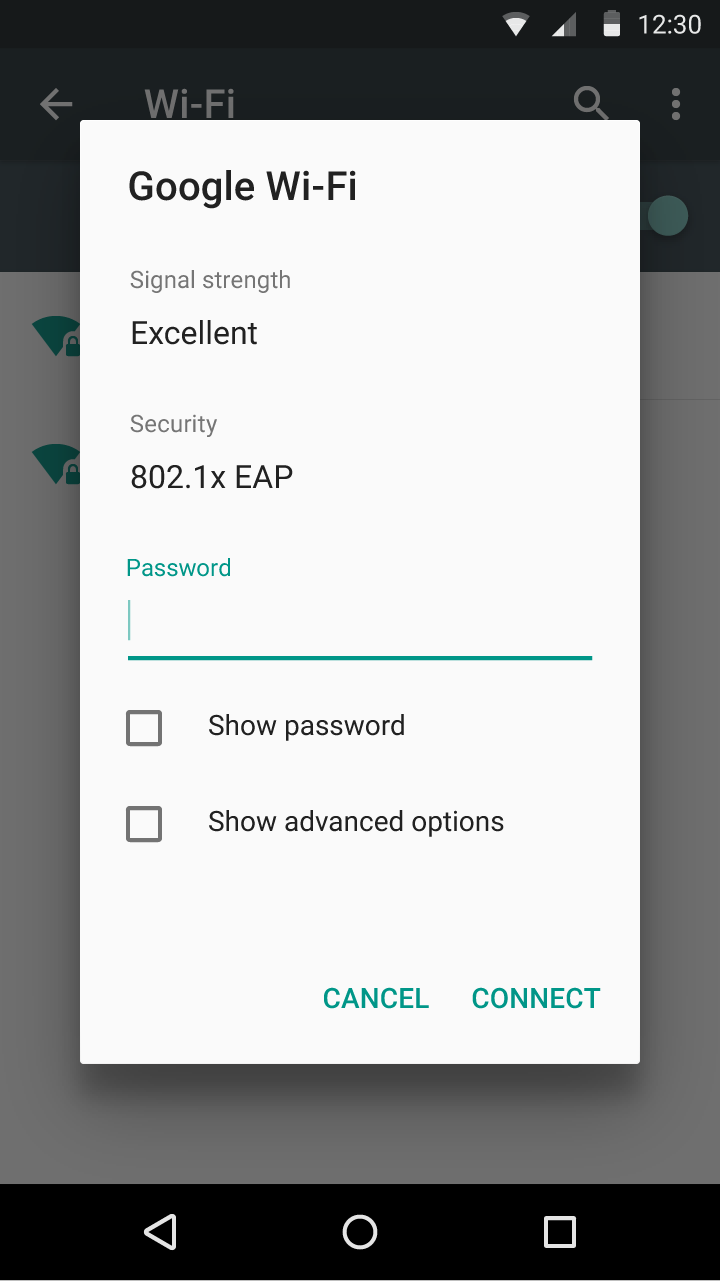 12:30
Wi-Fi
Google Wi-Fi
Signal strength
Excellent
Security
802.1x EAP
Password
Show password
Show advanced options
CANCEL CONNECT